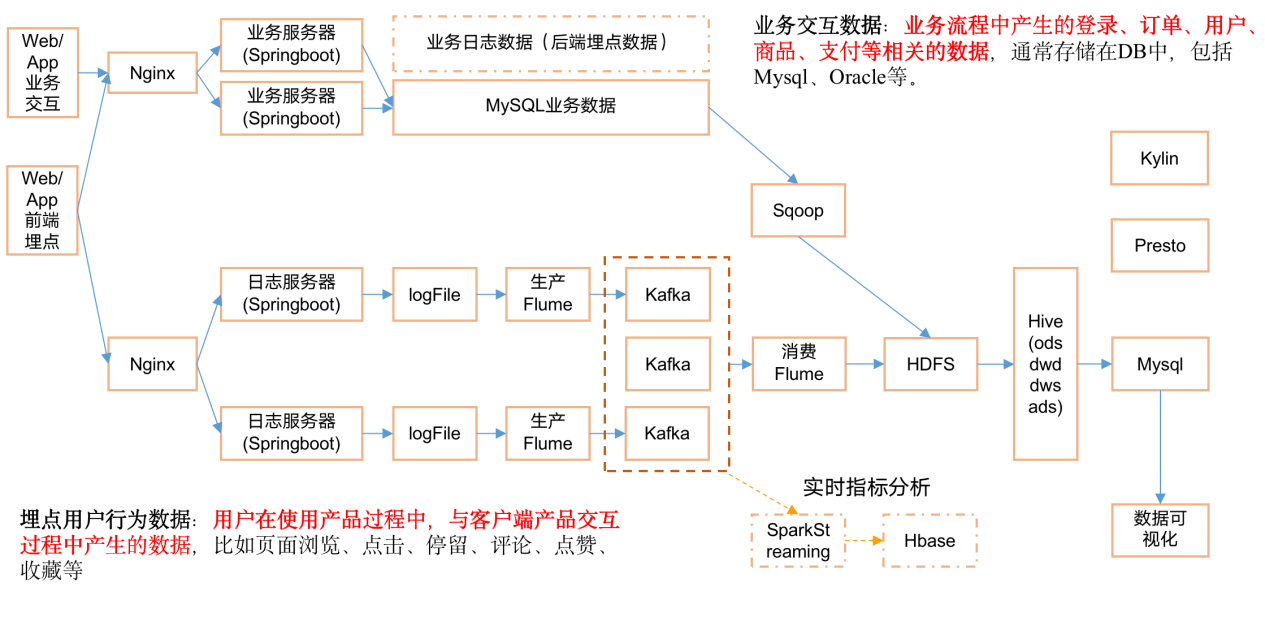 Web/
App
业务
交互
Nginx
业务服务器
(Springboot)
业务服务器
(Springboot)
业务日志数据（后端埋点数据）
MySQL业务数据
业务交互数据：业务流程中产生的登录、订单、用户、
商品、支付等相关的数据，通常存储在DB中，包括
Mysql、Oracle等。
Web/
App
前端
埋点
Sqoop
Kylin
Presto
Nginx
日志服务器
(Springboot)
logFile
生产
Flume
Kafka
Kafka
日志服务器
(Springboot)
logFile
生产
Flume
Kafka
消费
Flume
HDFS
Hive
(ods
dwd
dws
ads)
Mysql
数据可
视化
实时指标分析
SparkSt
reaming
Hbase
埋点用户行为数据：用户在使用产品过程中，与客户端产品交互
过程中产生的数据，比如页面浏览、点击、停留、评论、点赞、
收藏等